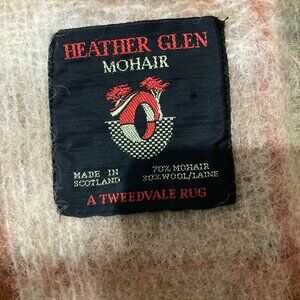 HEATHER GLEN
MOHAIR
MADE IN
SCOTLAND
70% MOHAIR
30% WOOL/LAINE
A TWEEDVALE RUG